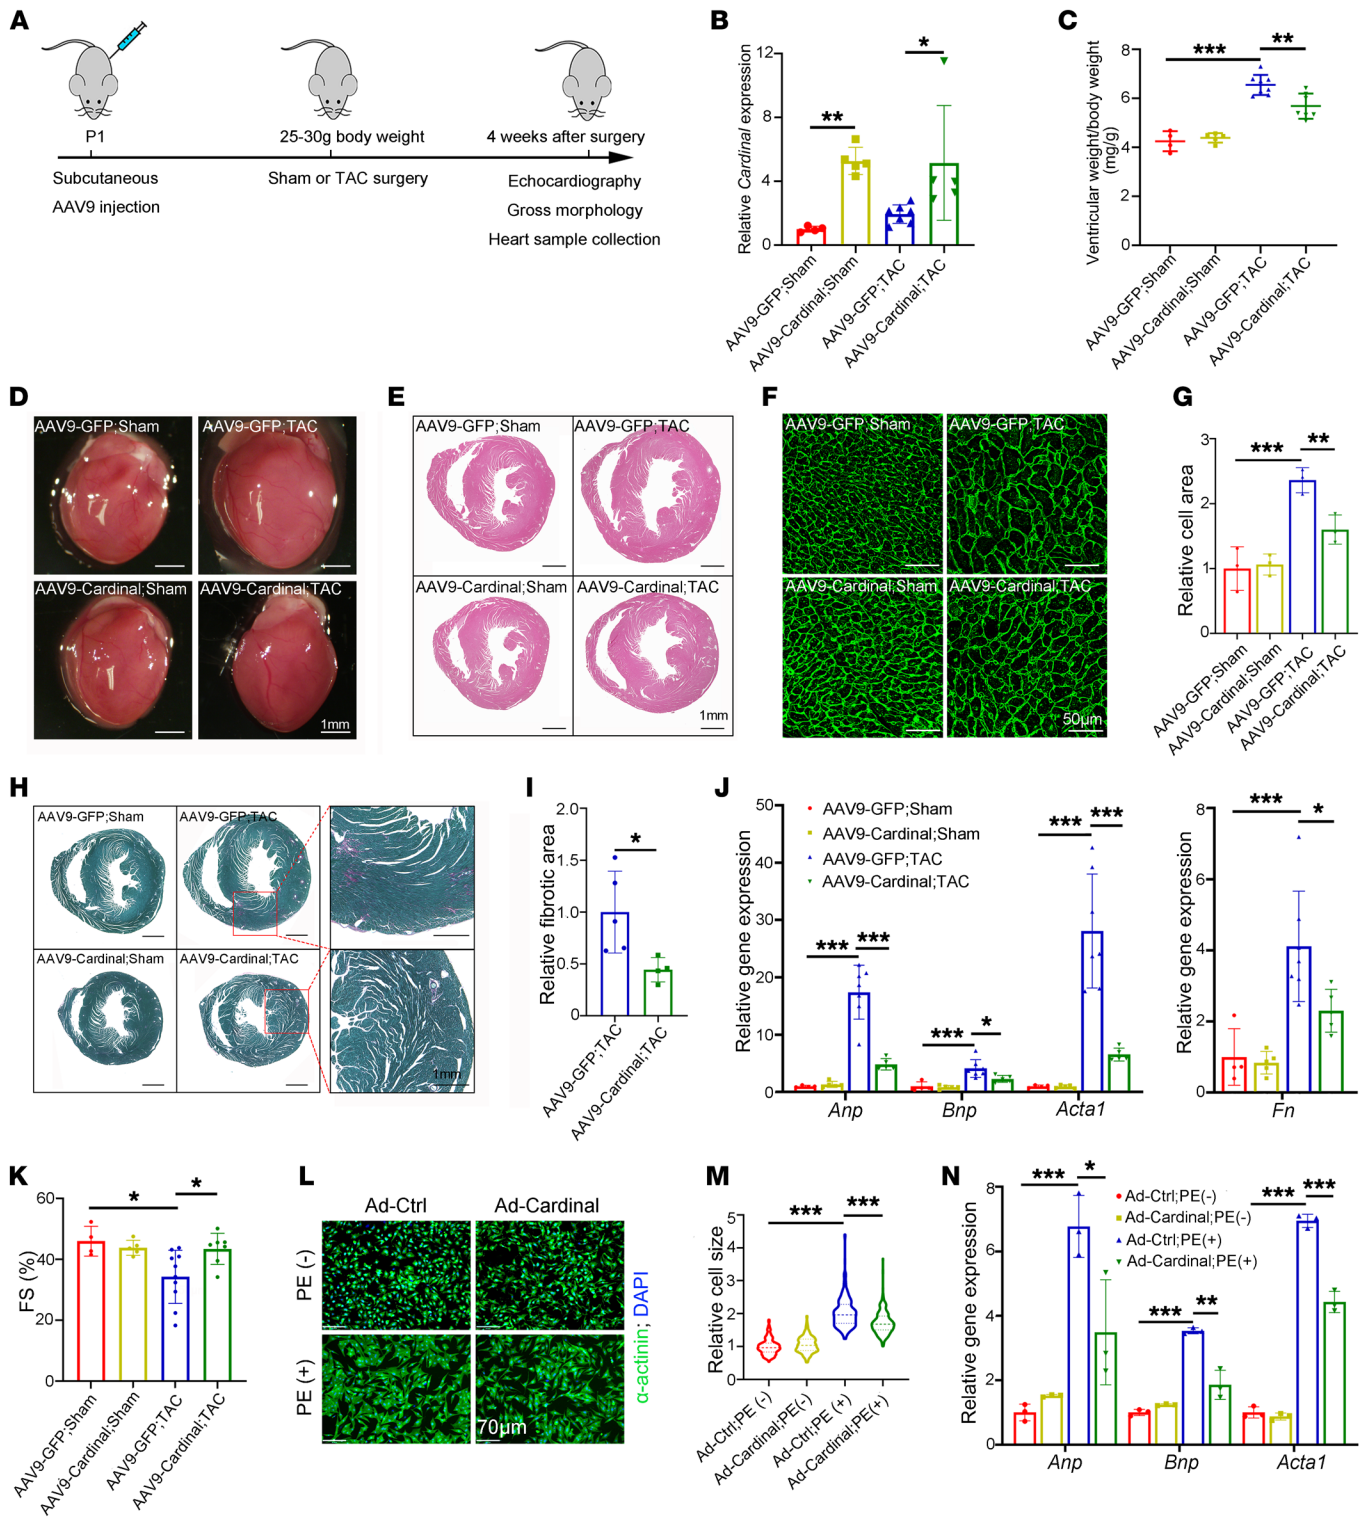 A
P1
25-30g body weight
4 weeks after surgery
Subcutaneous
AAV9 injection
Sham or TAC surgery
Echocardiography
Gross morphology
Heart sample collection
B
Relative Cardinal expression
12
8
4
0
**
*
AAV9-GFP;Sham
AAV9-Cardinal;Sham
AAV9-GFP;TAC
AAV9-Cardinal;TAC
C
Ventricular weight/body weight
(mg/g)
8
6
4
2
0
***
**
AAV9-GFP;Sham
AAV9-Cardinal;Sham
AAV9-GFP;TAC
AAV9-Cardinal;TAC
D
AAV9-GFP;Sham
AAV9-GFP;TAC
AAV9-Cardinal;Sham
AAV9-Cardinal;TAC
1mm
E
AAV9-GFP;Sham
AAV9-GFP;TAC
AAV9-Cardinal;Sham
AAV9-Cardinal;TAC
1mm
F
AAV9-GFP;Sham
AAV9-GFP;TAC
AAV9-Cardinal;Sham
AAV9-Cardinal;TAC
50µm
G
Relative cell area
3
2
1
0
***
**
AAV9-GFP;Sham
AAV9-Cardinal;Sham
AAV9-GFP;TAC
AAV9-Cardinal;TAC
H
AAV9-GFP;Sham
AAV9-GFP;TAC
AAV9-Cardinal;Sham
AAV9-Cardinal;TAC
1mm
I
Relative fibrotic area
2.0
1.5
1.0
0.5
0
*
AAV9-GFP;TAC
AAV9-Cardinal;TAC
J
Relative gene expression
50
40
30
20
10
0
AAV9-GFP;Sham
AAV9-Cardinal;Sham
AAV9-GFP;TAC
AAV9-Cardinal;TAC
***
***
***
*
***
***
Anp
Bnp
Acta1
Relative gene expression
8
6
4
2
0
***
*
Fn
K
FS (%)
60
40
20
0
*
*
AAV9-GFP;Sham
AAV9-Cardinal;Sham
AAV9-GFP;TAC
AAV9-Cardinal;TAC
L
Ad-Ctrl
Ad-Cardinal
PE (-)
PE (+)
70µm
α-actinin; DAPI
M
Relative cell size
5
4
3
2
1
0
***
***
Ad-Ctrl;PE (-)
Ad-Cardinal;PE(-)
Ad-Ctrl;PE (+)
Ad-Cardinal;PE(+)
N
Relative gene expression
8
6
4
2
0
Ad-Ctrl;PE(-)
Ad-Cardinal;PE(-)
Ad-Ctrl;PE(+)
Ad-Cardinal;PE(+)
***
*
***
**
***
***
Anp
Bnp
Acta1